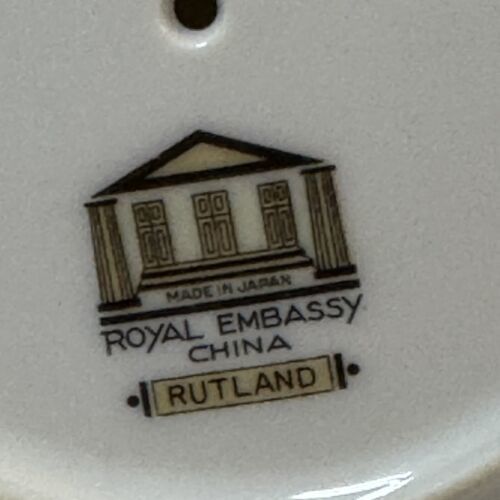 MADE IN JAPAN
ROYAL EMBASSY
CHINA
RUTLAND